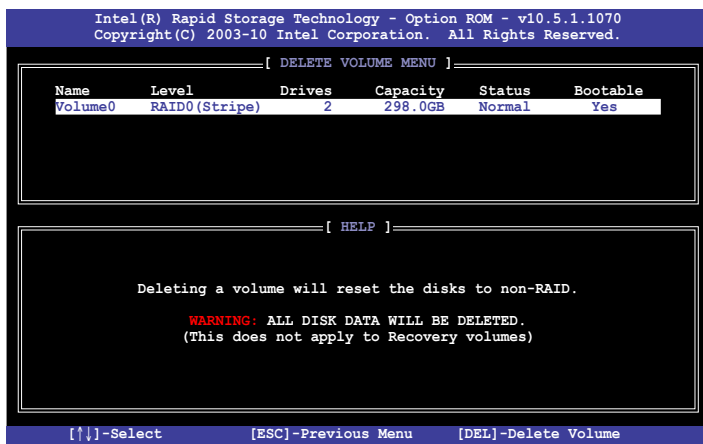 Intel(R) Rapid Storage Technology - Option ROM - v10.5.1.1070
Copyright(C) 2003-10 Intel Corporation. All Rights Reserved.
[ DELETE VOLUME MENU ]
Name Level Drives Capacity Status Bootable
Volume0 RAID0(Stripe) 2 298.0GB Normal Yes
[ HELP ]
Deleting a volume will reset the disks to non-RAID.
WARNING: ALL DISK DATA WILL BE DELETED.
(This does not apply to Recovery volumes)
[↑↓]-Select [ESC]-Previous Menu [DEL]-Delete Volume